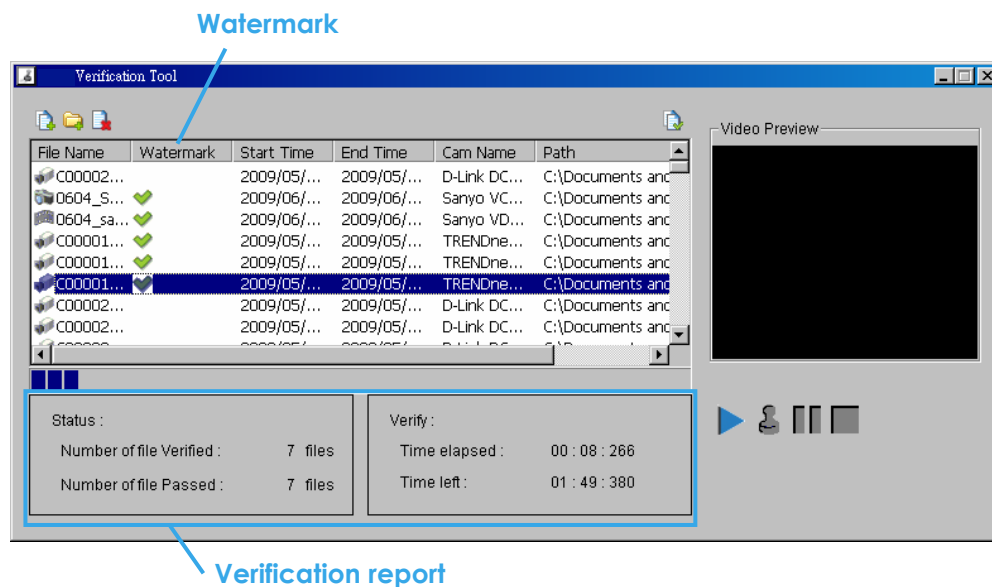 Watermark
Verification Tool
Video Preview
File Name Watermark Start Time End Time Cam Name Path
C00002... 2009/05/... 2009/05/... D-Link DC... C:\Documents and
0604_S... 2009/06/... 2009/06/... Sanyo VC... C:\Documents and
0604_sa... 2009/06/... 2009/06/... Sanyo VD... C:\Documents and
C00001... 2009/05/... 2009/05/... TRENDne... C:\Documents and
C00001... 2009/05/... 2009/05/... TRENDne... C:\Documents and
C00001... 2009/05/... 2009/05/... TRENDne... C:\Documents and
C00002... 2009/05/... 2009/05/... D-Link DC... C:\Documents and
C00002... 2009/05/... 2009/05/... D-Link DC... C:\Documents and
Status :
Number of file Verified : 7 files
Number of file Passed : 7 files
Verify :
Time elapsed : 00 : 08 : 266
Time left : 01 : 49 : 380
Verification report